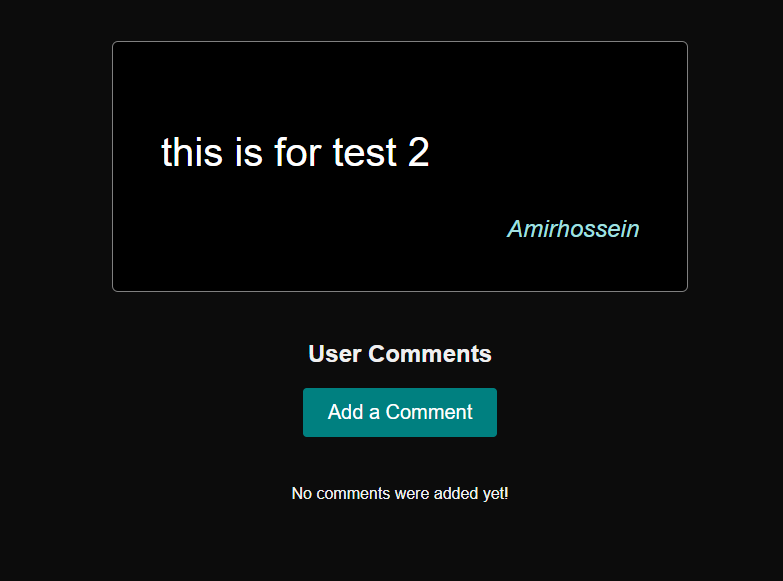 this is for test 2
Amirhossein
User Comments
Add a Comment
No comments were added yet!